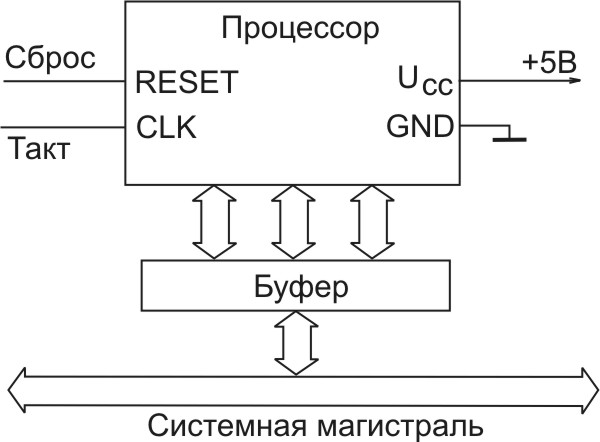 Процессор
Сброс
RESET
Ucc
+5В
CLK
GND
Такт
Буфер
Системная магистраль